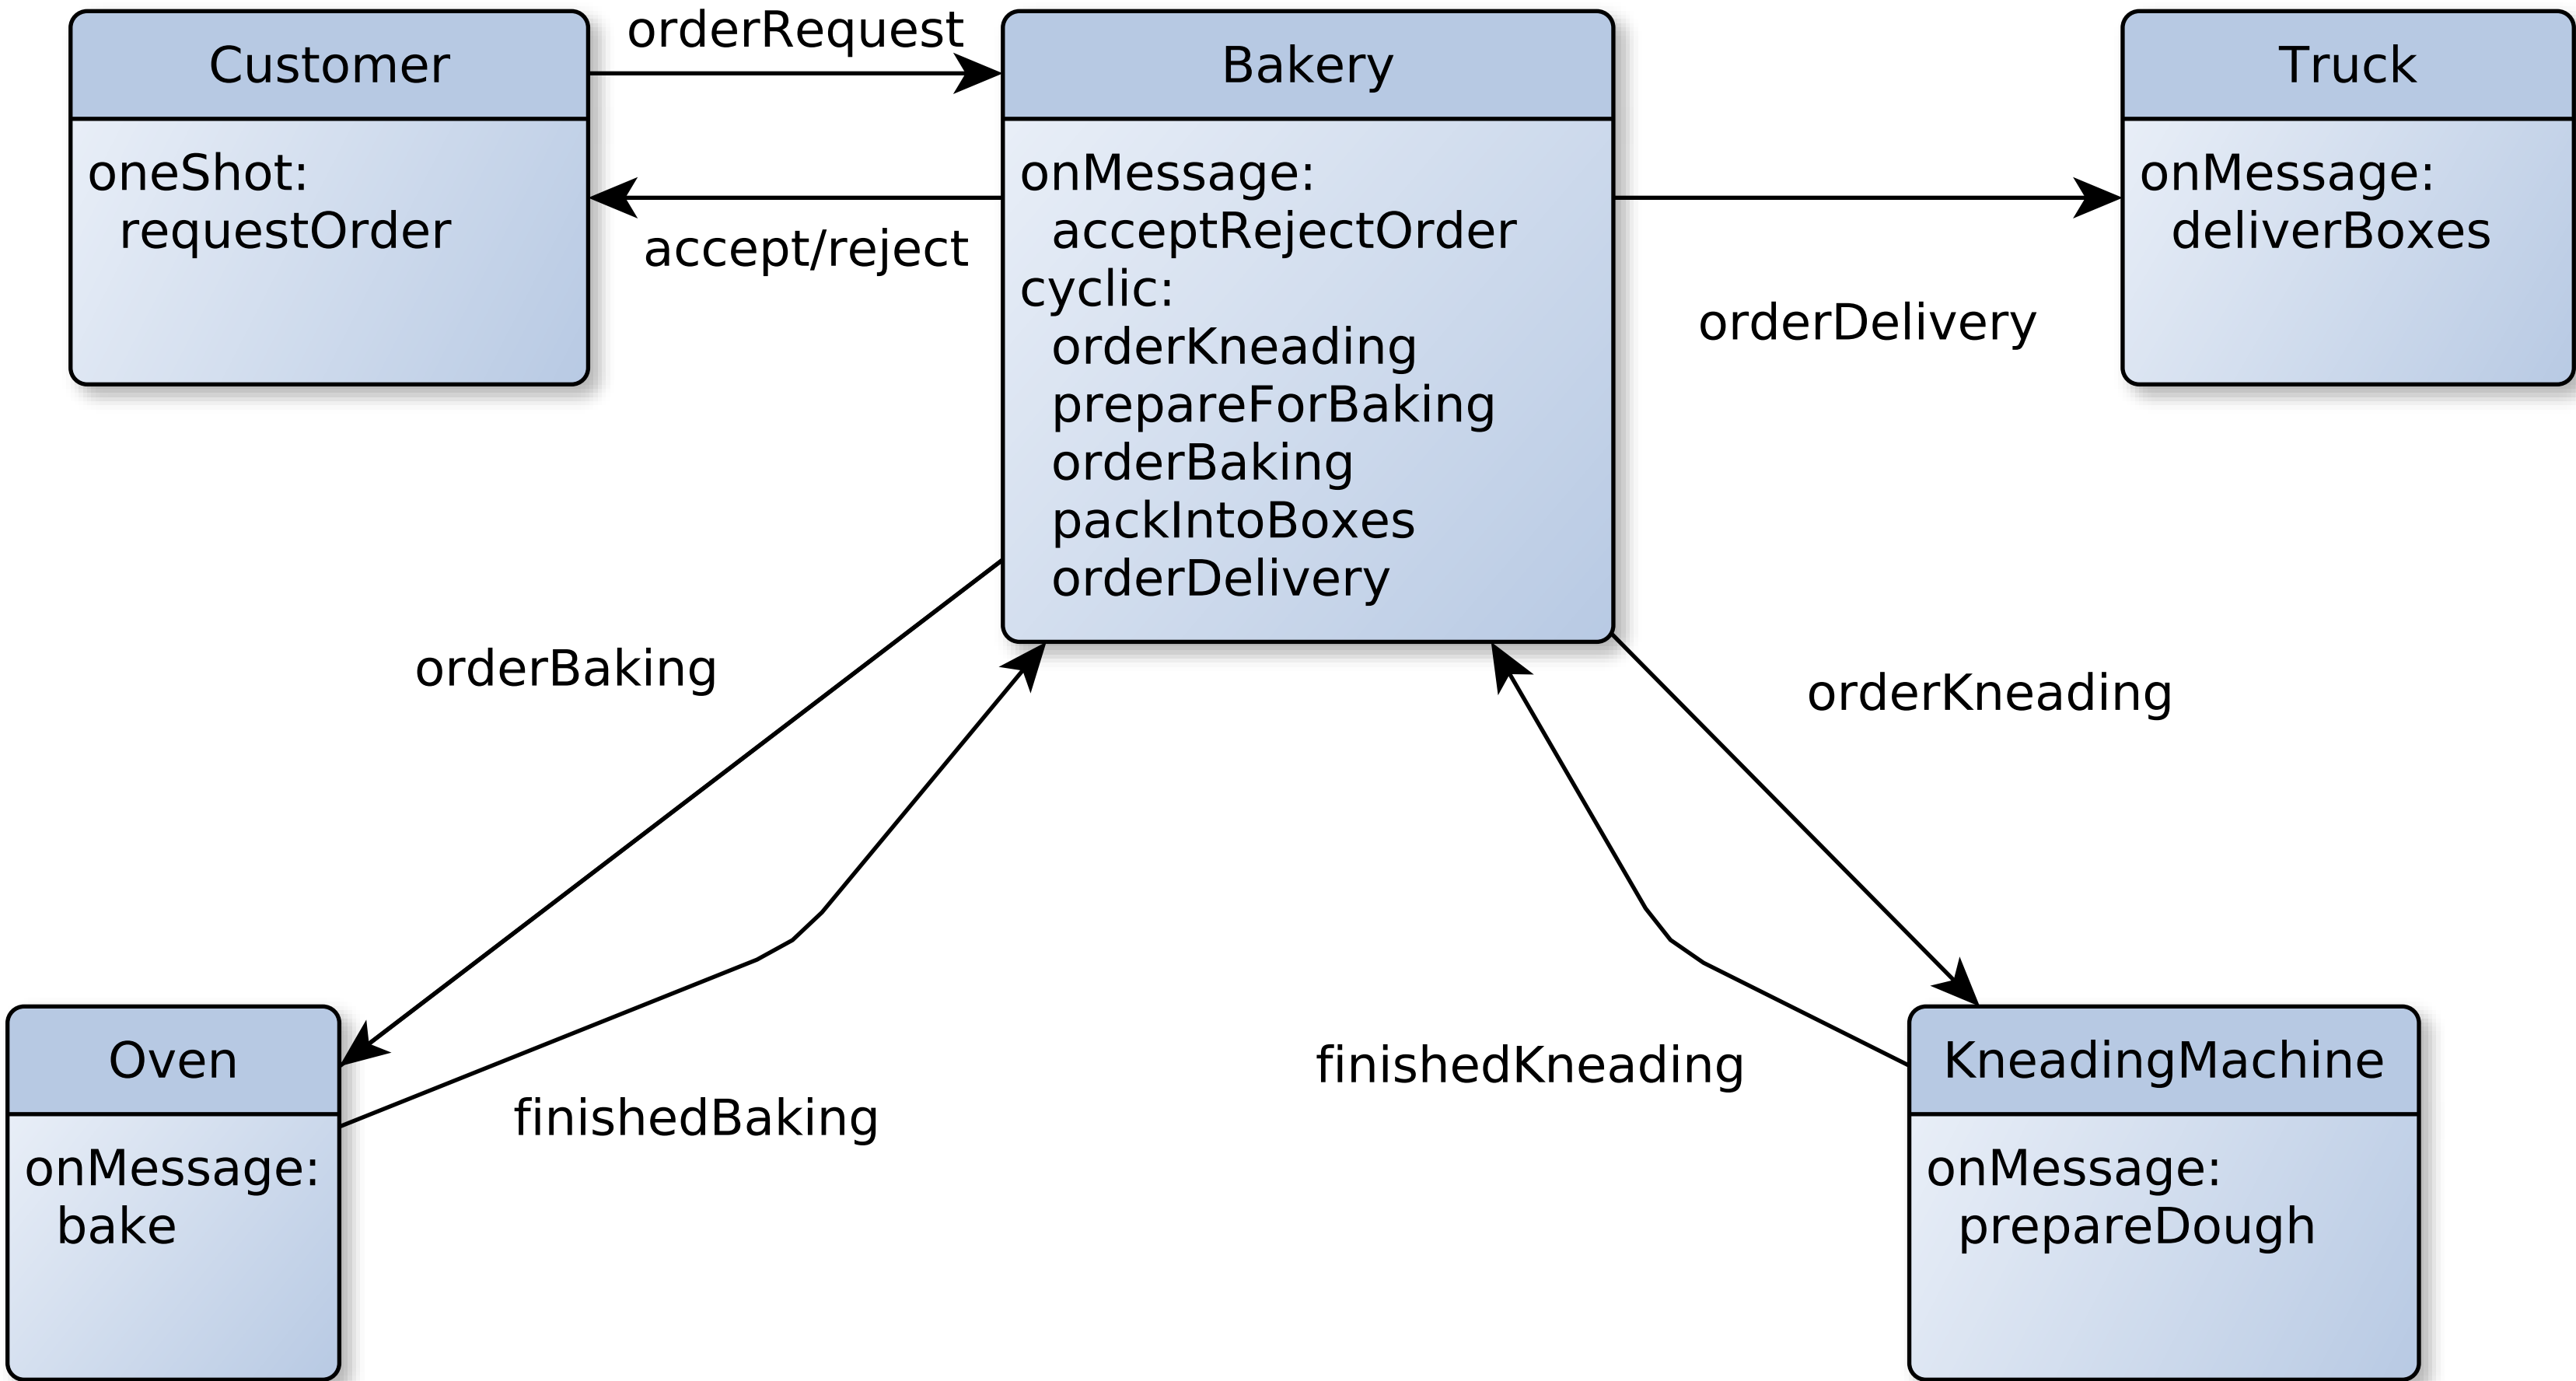 Customer
oneShot:
requestOrder
orderRequest
accept/reject
Bakery
onMessage:
acceptRejectOrder
cyclic:
orderKneading
prepareForBaking
orderBaking
packIntoBoxes
orderDelivery
orderDelivery
Truck
onMessage:
deliverBoxes
orderBaking
orderKneading
finishedBaking
finishedKneading
Oven
onMessage:
bake
KneadingMachine
onMessage:
prepareDough